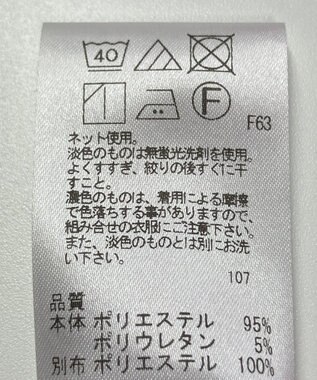 40
F
F63
ネット使用。
淡色のものは無蛍光洗剤を使用。
よくすすぎ、絞りの後すぐに干
すこと。
濃色のものは、着用による摩擦
で色落ちする事がありますので、
組み合せの衣服にご注意下さい。
また、淡色のものとは別にお洗
い下さい。
107
品質
本体 ポリエステル 95%
ポリウレタン 5%
別布 ポリエステル 100%